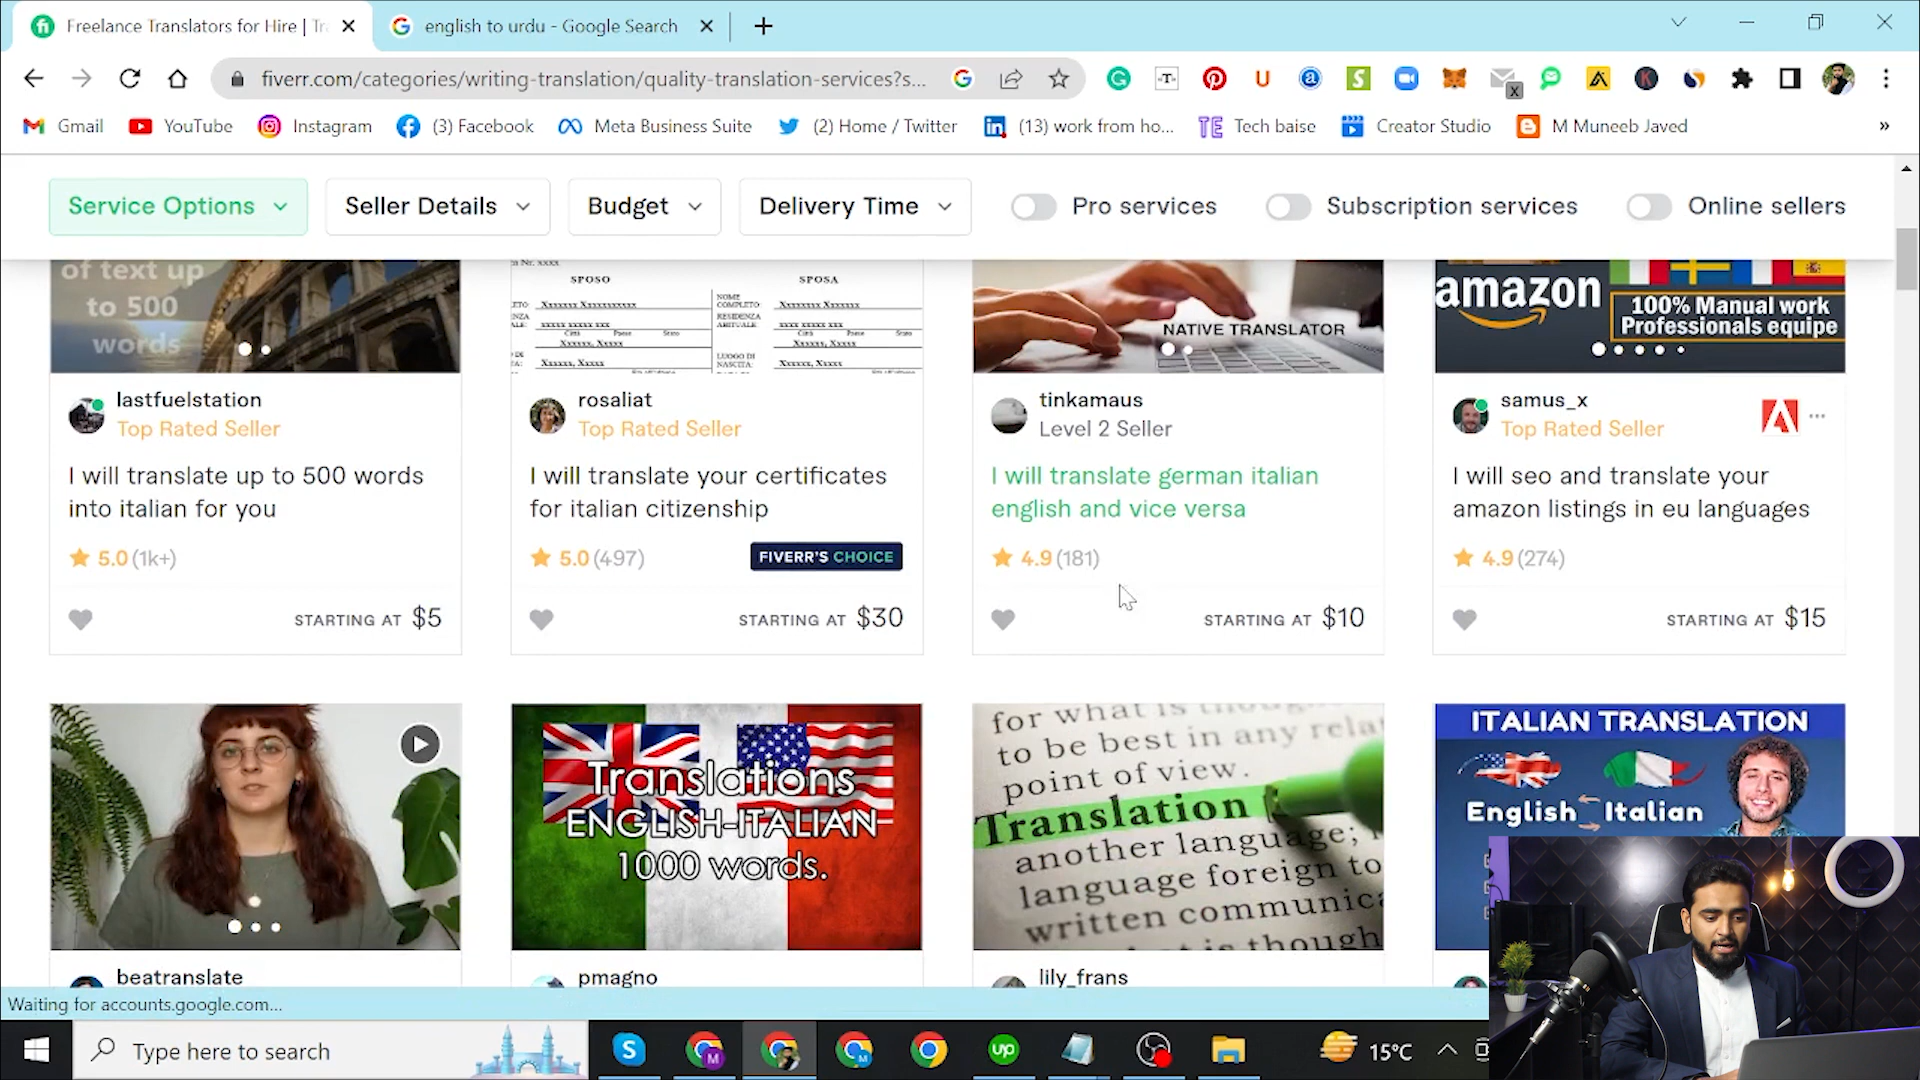 Freelance Translators for Hire | Tr
english to urdu - Google Search
fiverr.com/categories/writing-translation/quality-translation-services?s...
Gmail
YouTube
Instagram
(3) Facebook
Meta Business Suite
(2) Home / Twitter
(13) work from ho...
Tech baise
Creator Studio
M Muneeb Javed
»
Service Options
Seller Details
Budget
Delivery Time
Pro services
Subscription services
Online sellers
of text up
to 500
words
SPOSO
SPOSA
NATIVE TRANSLATOR
amazon
100% Manual work
Professionals equipe
lastfuelstation
Top Rated Seller
I will translate up to 500 words
into italian for you
5.0 (1k+)
STARTING AT $5
rosaliat
Top Rated Seller
I will translate your certificates
for italian citizenship
5.0 (497)
FIVERR'S CHOICE
STARTING AT $30
tinkamaus
Level 2 Seller
I will translate german italian
english and vice versa
4.9 (181)
STARTING AT $10
samus_x
Top Rated Seller
I will seo and translate your
amazon listings in eu languages
4.9 (274)
STARTING AT $15
Translations
ENGLISH-ITALIAN
1000 words.
for what is
to be best in any
point of view.
Translation
another language;
language foreign to
written
ITALIAN TRANSLATION
English Italian
beatranslate
pmagno
lily_frans
Waiting for accounts.google.com...
Type here to search
15°C